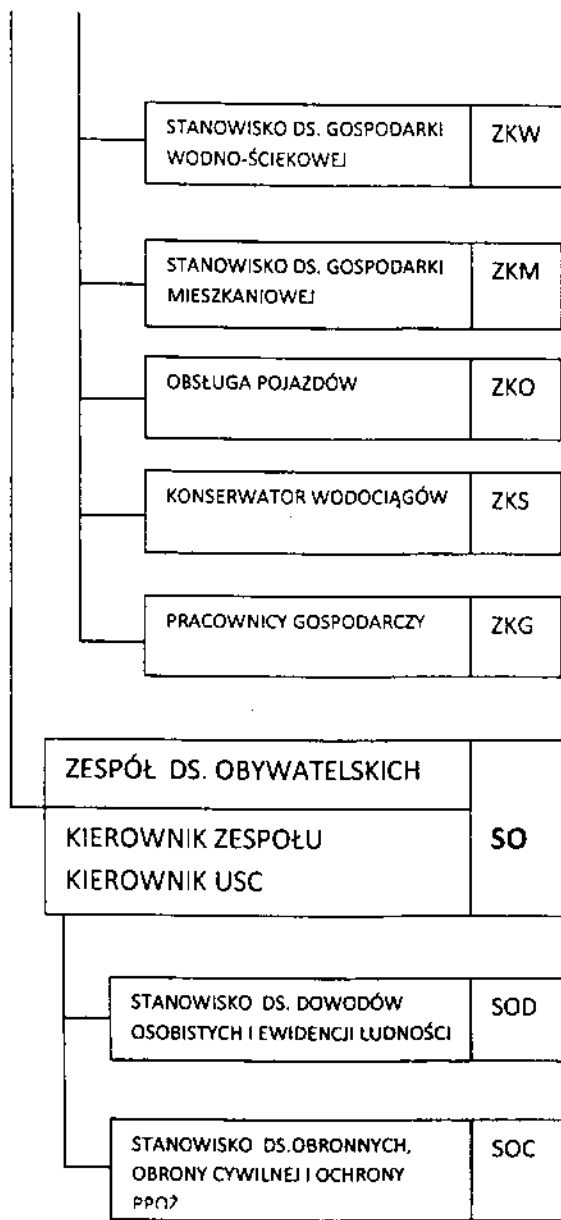 STANOWISKO DS. GOSPODARKI
WODNO-ŚCIEKOWEJ
ZKW
STANOWISKO DS. GOSPODARKI
MIESZKANIOWEJ
ZKM
OBSŁUGA POJAZDÓW
ZKO
KONSERWATOR WODOCIĄGÓW
ZKS
PRACOWNICY GOSPODARCZY
ZKG
ZESPÓŁ DS. OBYWATELSKICH
KIEROWNIK ZESPOŁU
KIEROWNIK USC
SO
STANOWISKO DS. DOWODÓW
OSOBISTYCH I EWIDENCJI LUDNOŚCI
SOD
STANOWISKO DS.OBRONNYCH,
OBRONY CYWILNEJ I OCHRONY
PPOŻ
SOC